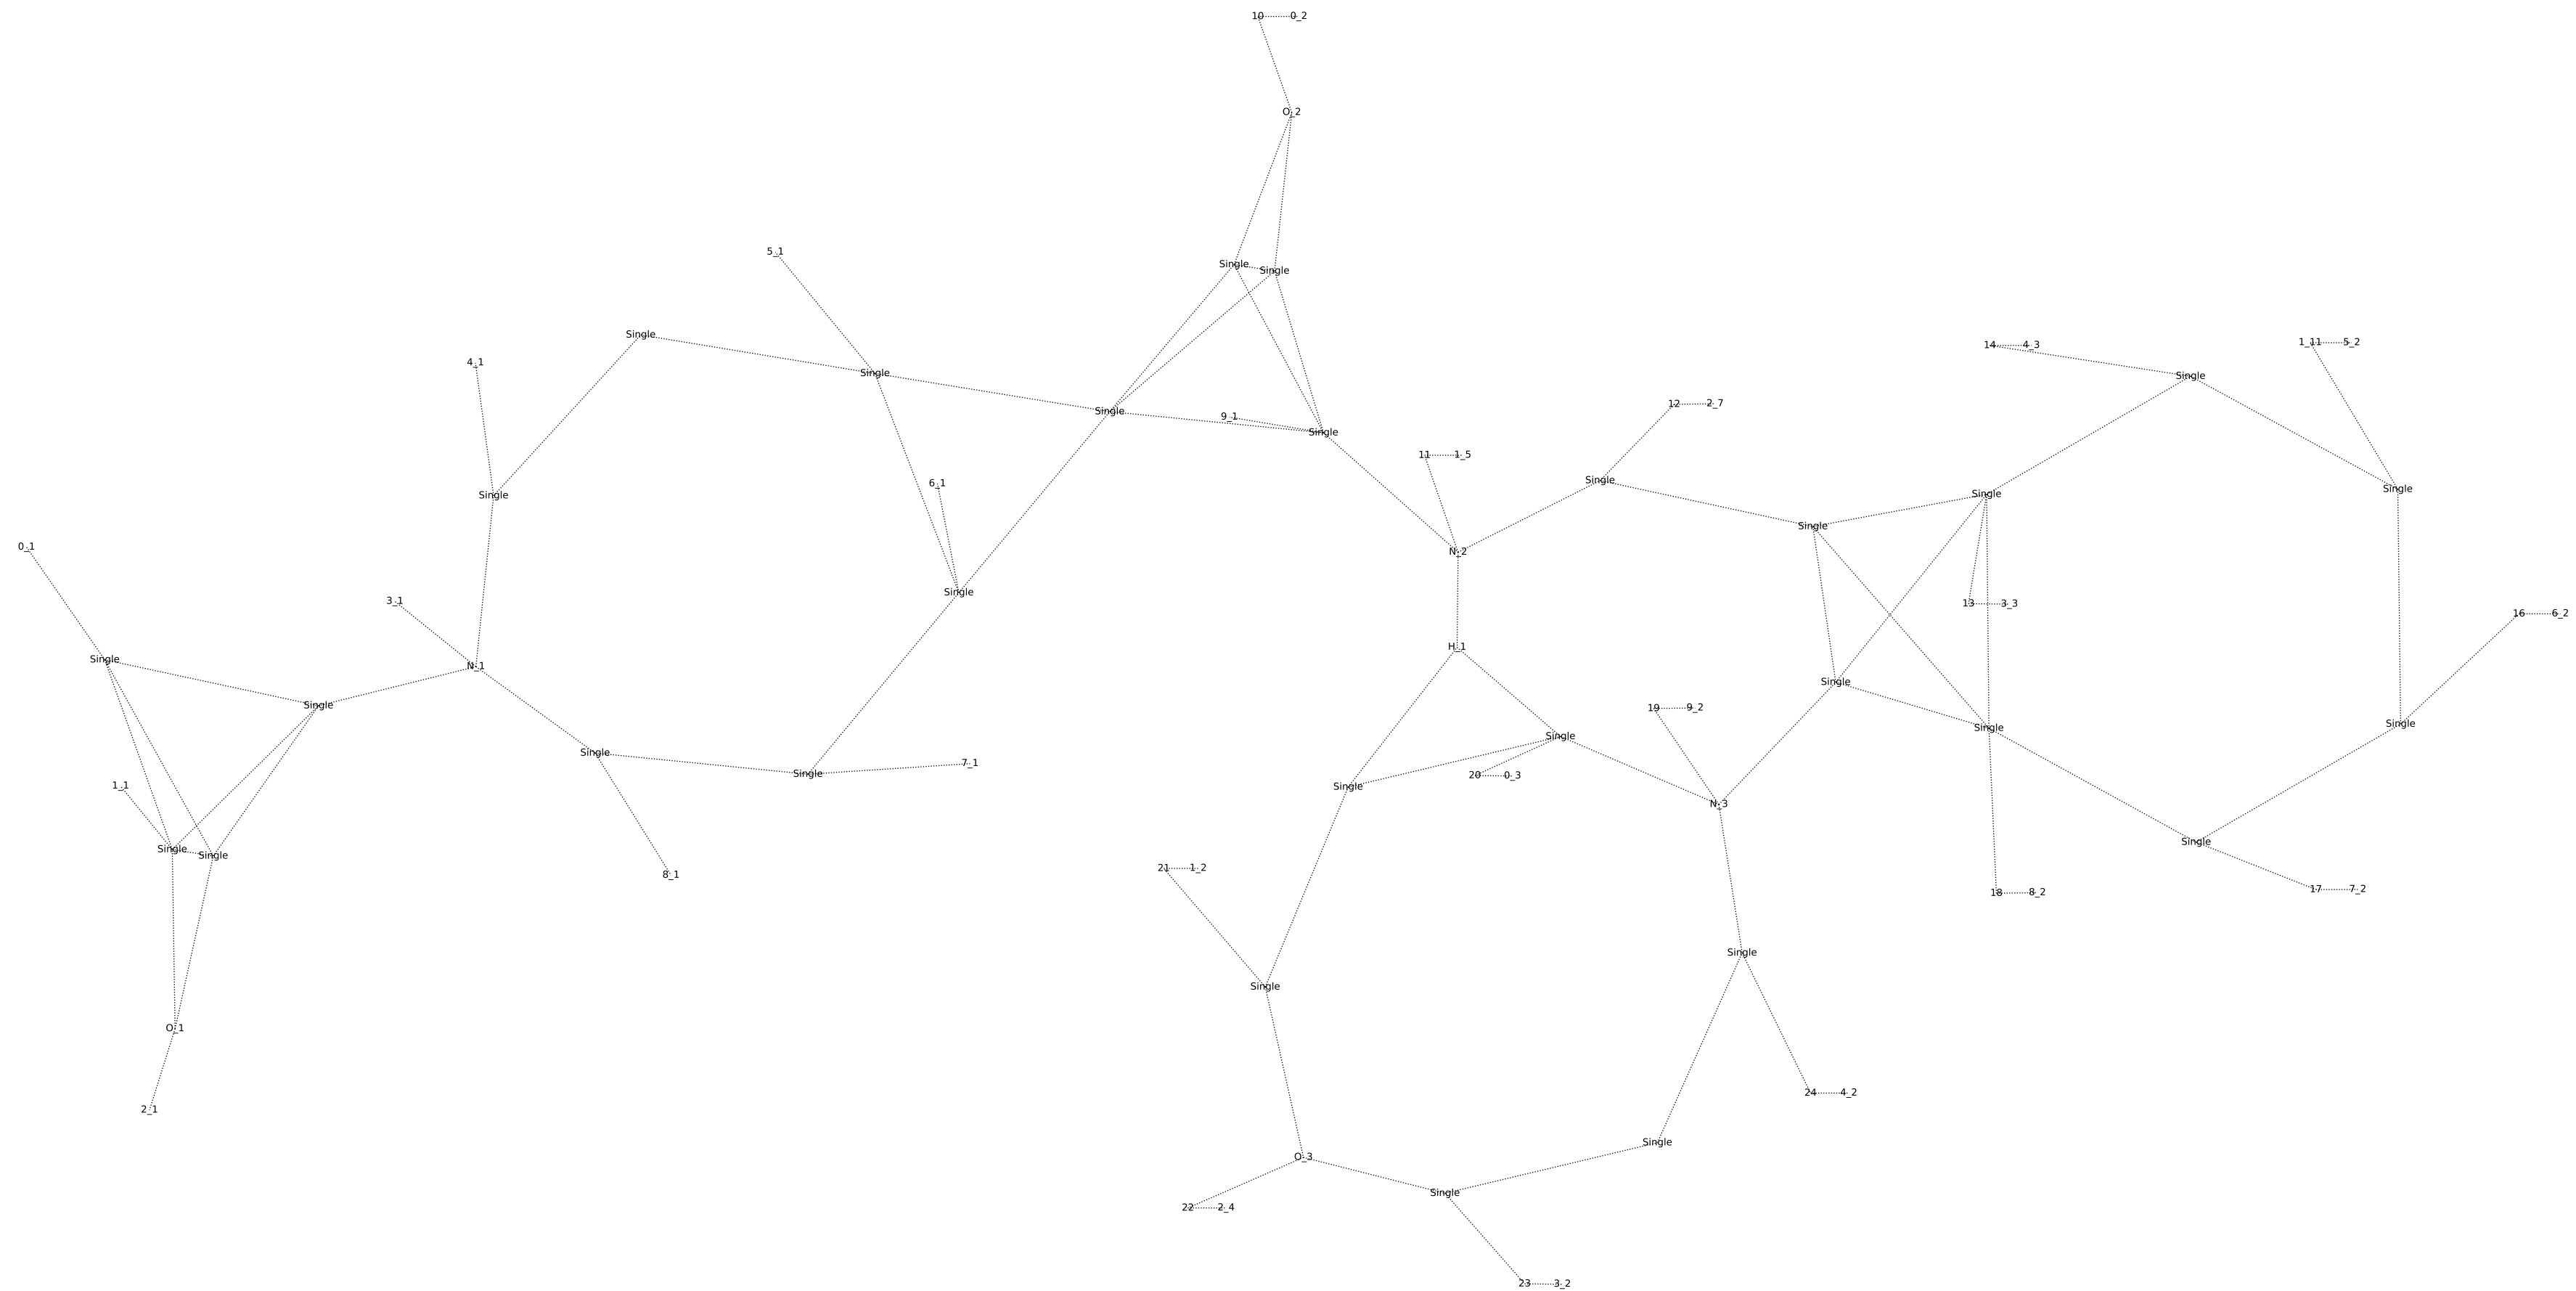 10 0_2
O_2
5_1
Single Single
Single
1_11 5_2
14 4_3
4_1
Single
Single
12 2_7
Single
9_1
Single
11 1_5
Single
6_1
Single
Single
Single
Single
0_1
N_2
Single
3_1
13 3_3
16 6_2
H_1
Single
N_1
Single
Single
19 9_2
Single
Single
Single
Single
7_1
Single
20 0_3
1_1
Single
N_3
Single
Single
Single
21 1_2
8_1
17 7_2
18 8_2
Single
Single
O_1
24 4_2
2_1
Single
O_3
Single
22 2_4
23 3_2